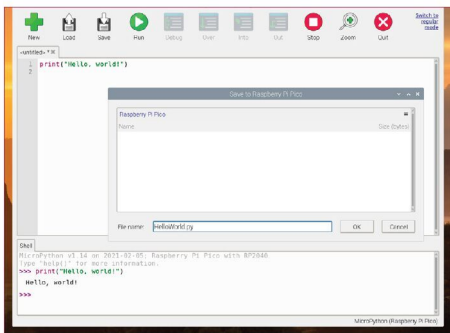 New Load Save Run Debug Over Into Out Stop Zoom Quit
Switch to
regular
mode
<untitled> * ✕
1 print("Hello, world!")
2
Save to Raspberry Pi Pico
Raspberry Pi Pico
Name Size (bytes)
File name: HelloWorld.py OK Cancel
Shell
MicroPython v1.14 on 2021-02-05; Raspberry Pi Pico with RP2040
Type "help()" for more information.
>>> print("Hello, world!")
Hello, world!
>>>
MicroPython (Raspberry Pi Pico)